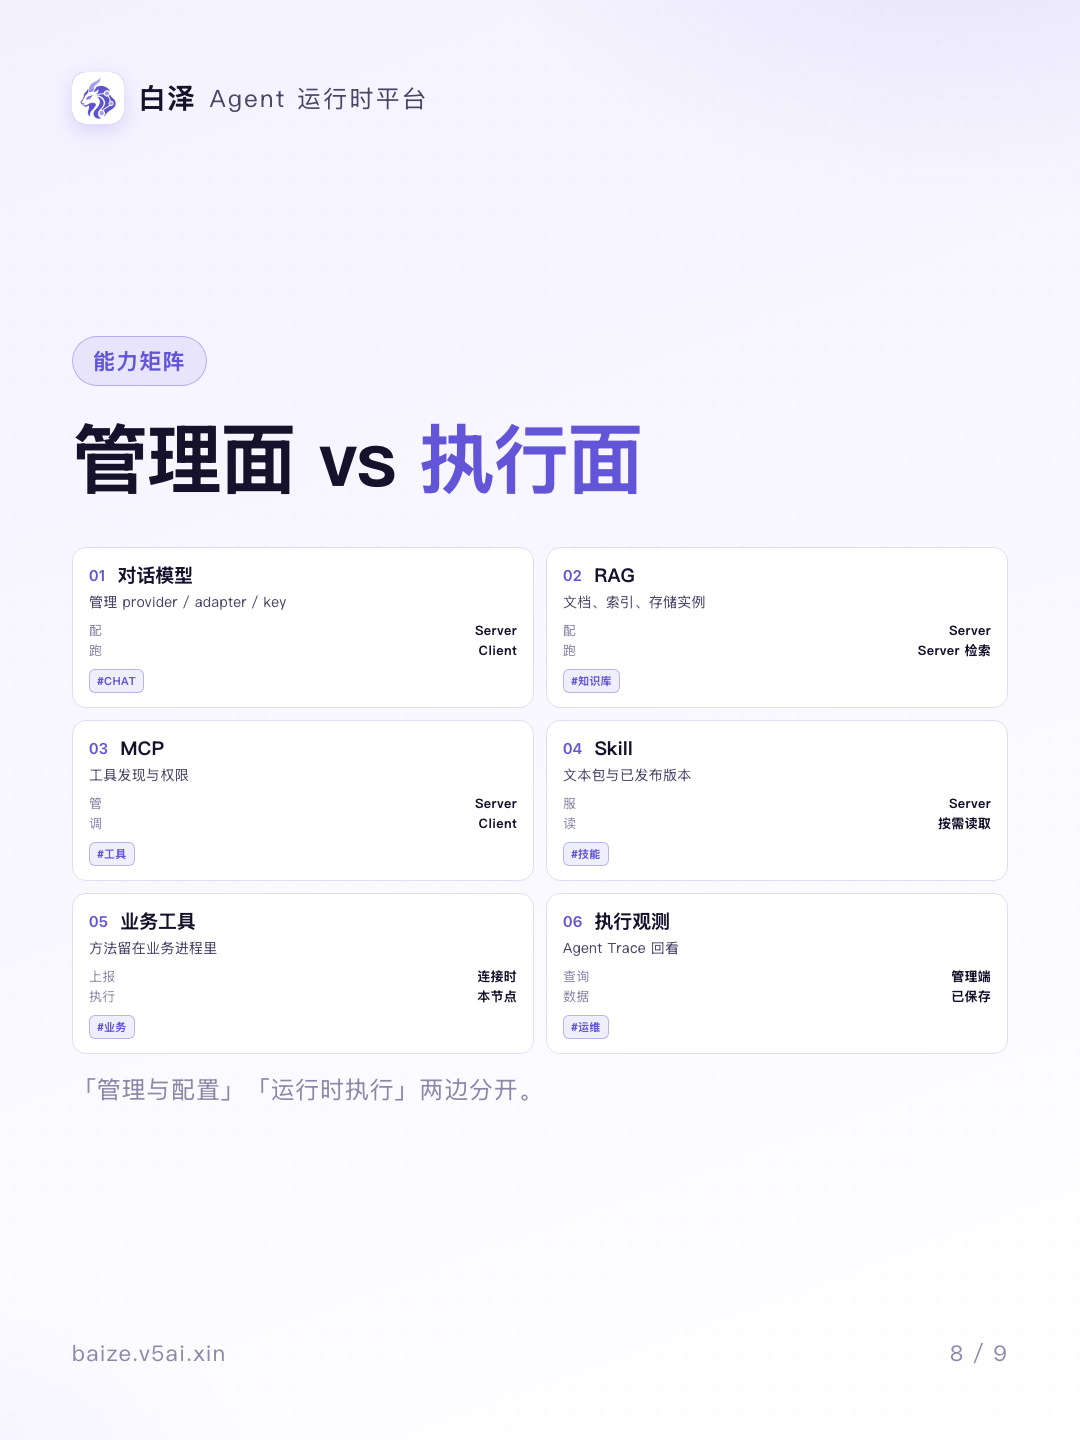 白泽 Agent 运行时平台
能力矩阵
管理面 vs 执行面
01 对话模型
管理 provider / adapter / key
配 Server
跑 Client
#CHAT
02 RAG
文档、索引、存储实例
配 Server
跑 Server 检索
#知识库
03 MCP
工具发现与权限
管 Server
调 Client
#工具
04 Skill
文本包与已发布版本
服 Server
读 按需读取
#技能
05 业务工具
方法留在业务进程里
上报 连接时
执行 本节点
#业务
06 执行观测
Agent Trace 回看
查询 管理端
数据 已保存
#运维
「管理与配置」「运行时执行」两边分开。
baize.v5ai.xin
8 / 9